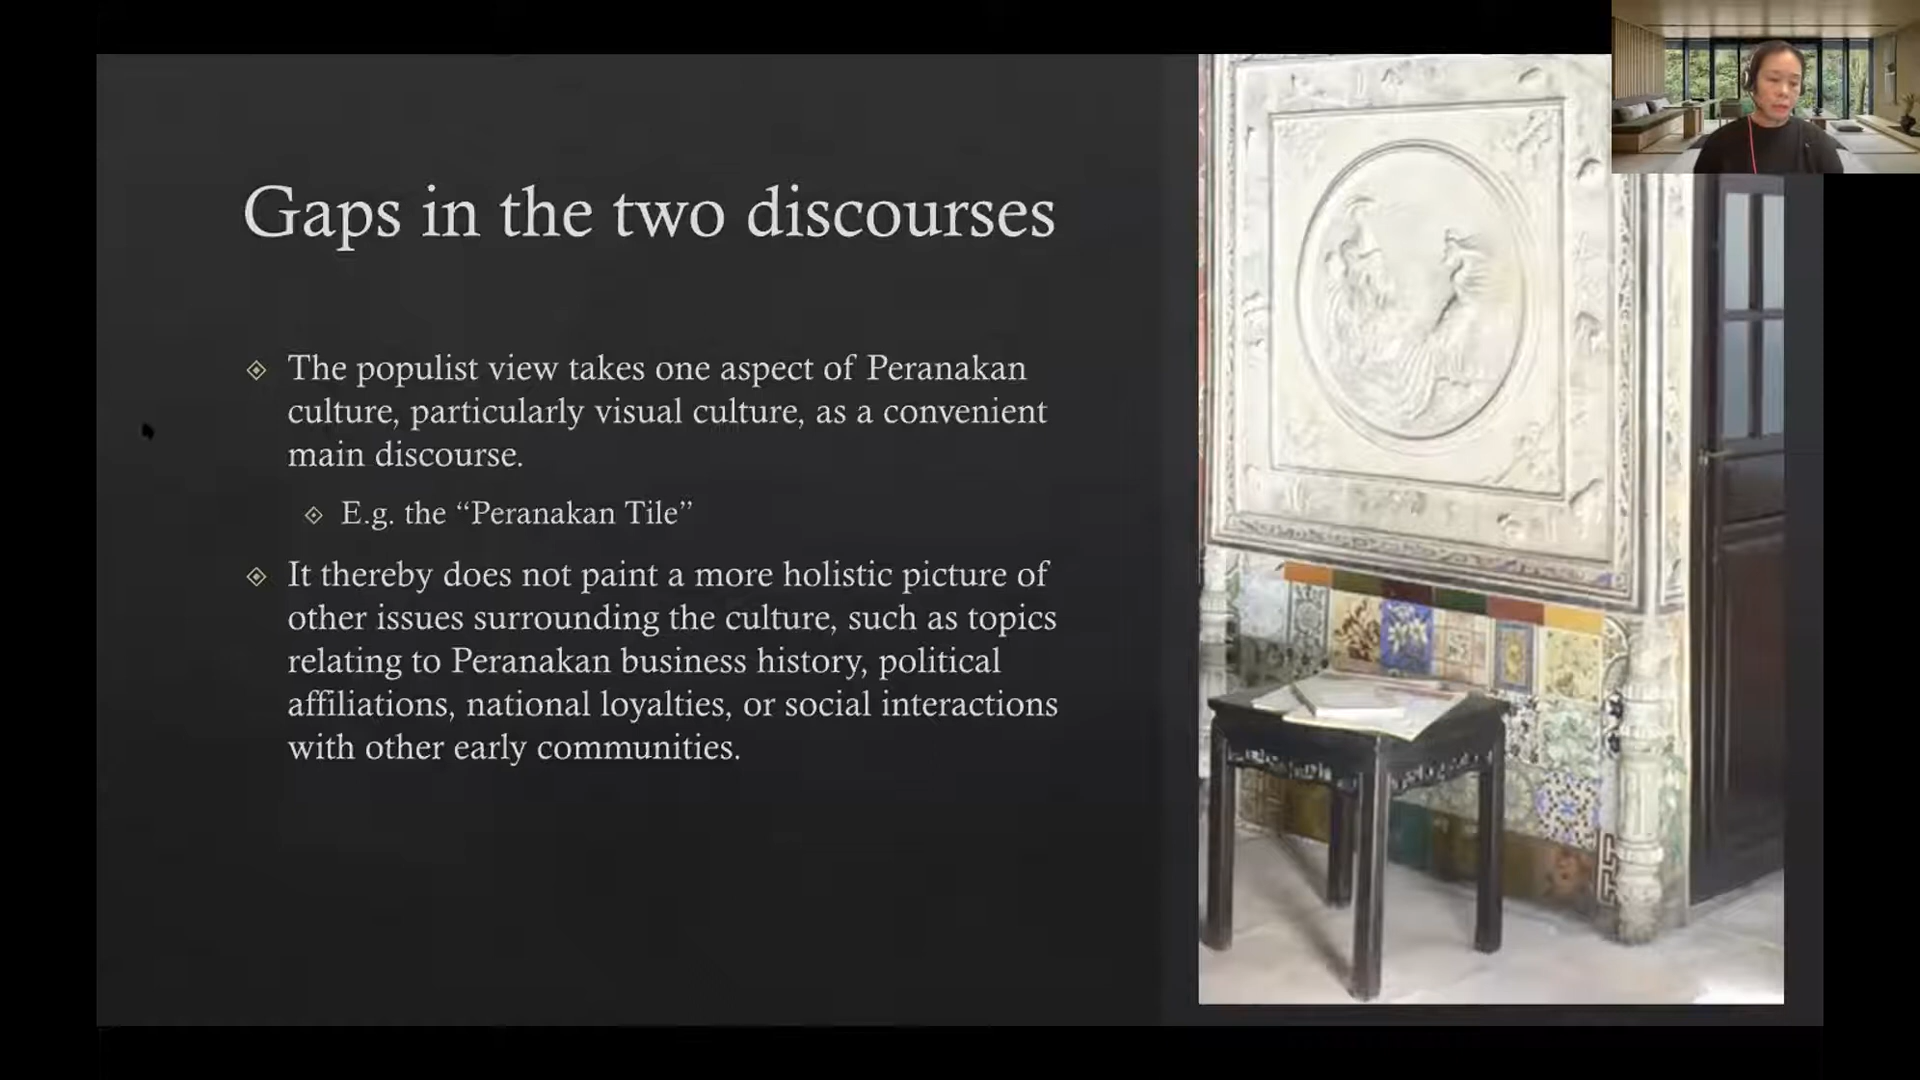 Gaps in the two discourses
The populist view takes one aspect of Peranakan
culture, particularly visual culture, as a convenient
main discourse.
E.g. the “Peranakan Tile”
It thereby does not paint a more holistic picture of
other issues surrounding the culture, such as topics
relating to Peranakan business history, political
affiliations, national loyalties, or social interactions
with other early communities.